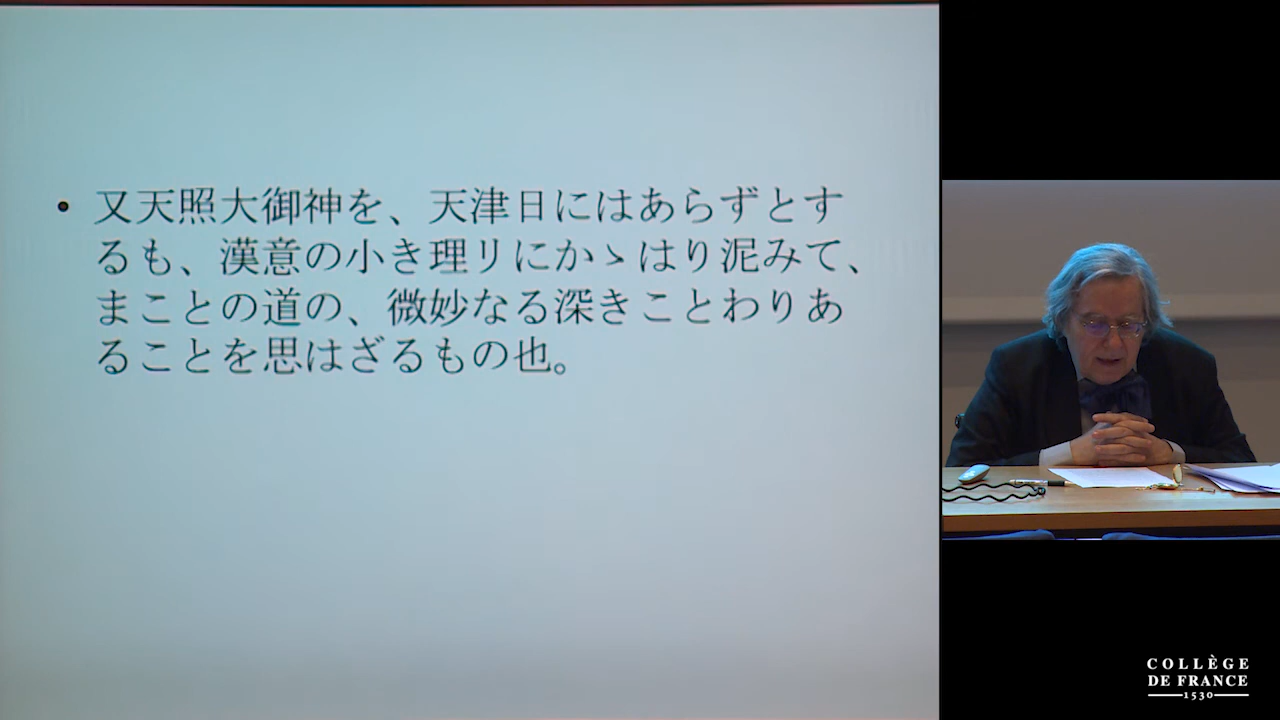 • 又天照大御神を、天津日にはあらずとす
るも、漢意の小き理リにかゝはり泥みて、
まことの道の、微妙なる深きことわりあ
ることを思はざるもの也。
COLLÈGE
DE FRANCE
1530